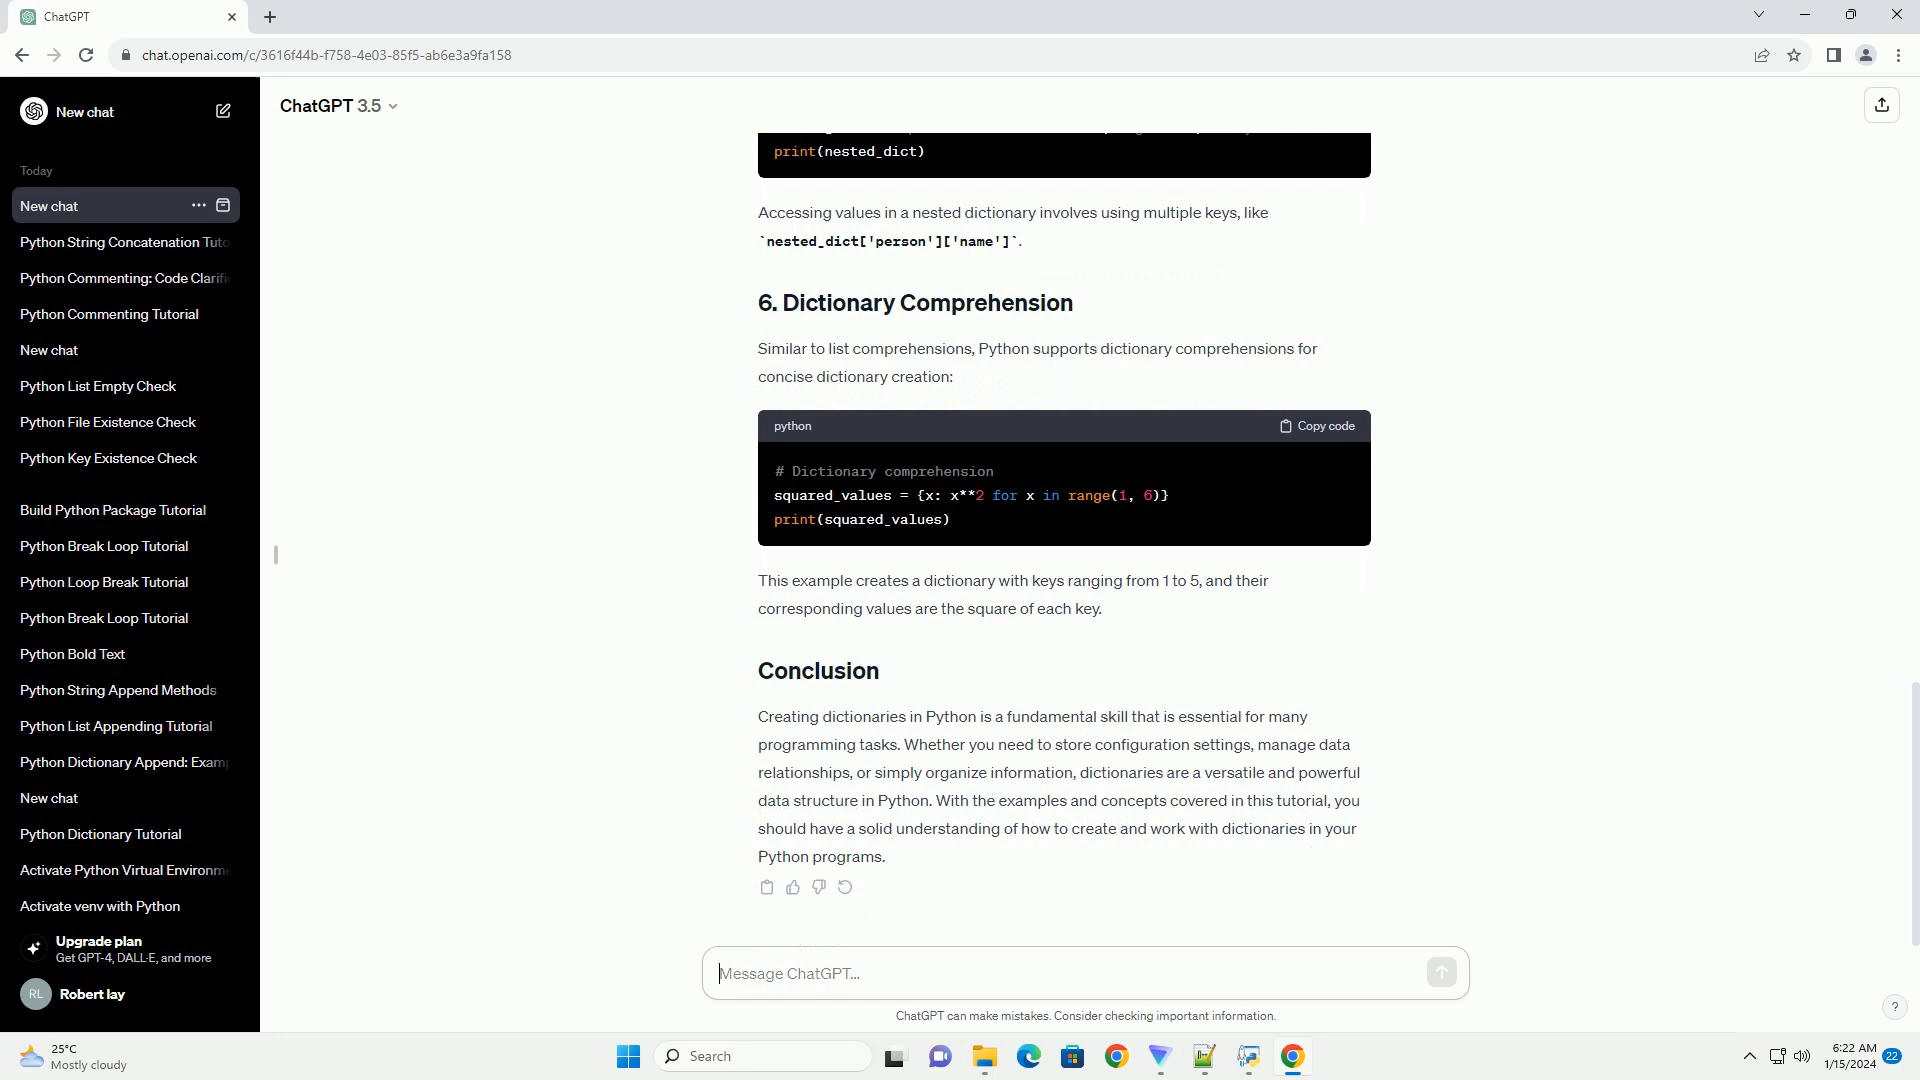 ChatGPT
chat.openai.com/c/3616f44b-f758-4e03-85f5-ab6e3a9fa158
New chat
Today
New chat
Python String Concatenation Tuto
Python Commenting: Code Clarifi
Python Commenting Tutorial
New chat
Python List Empty Check
Python File Existence Check
Python Key Existence Check
Build Python Package Tutorial
Python Break Loop Tutorial
Python Loop Break Tutorial
Python Break Loop Tutorial
Python Bold Text
Python String Append Methods
Python List Appending Tutorial
Python Dictionary Append: Examp
New chat
Python Dictionary Tutorial
Activate Python Virtual Environme
Activate venv with Python
Upgrade plan
Get GPT-4, DALL·E, and more
RL Robert lay
ChatGPT 3.5
print(nested_dict)
Accessing values in a nested dictionary involves using multiple keys, like
`nested_dict['person']['name']`.
6. Dictionary Comprehension
Similar to list comprehensions, Python supports dictionary comprehensions for
concise dictionary creation:
python Copy code
# Dictionary comprehension
squared_values = {x: x**2 for x in range(1, 6)}
print(squared_values)
This example creates a dictionary with keys ranging from 1 to 5, and their
corresponding values are the square of each key.
Conclusion
Creating dictionaries in Python is a fundamental skill that is essential for many
programming tasks. Whether you need to store configuration settings, manage data
relationships, or simply organize information, dictionaries are a versatile and powerful
data structure in Python. With the examples and concepts covered in this tutorial, you
should have a solid understanding of how to create and work with dictionaries in your
Python programs.
Message ChatGPT...
ChatGPT can make mistakes. Consider checking important information.
?
25°C
Mostly cloudy
Search
6:22 AM
1/15/2024
22